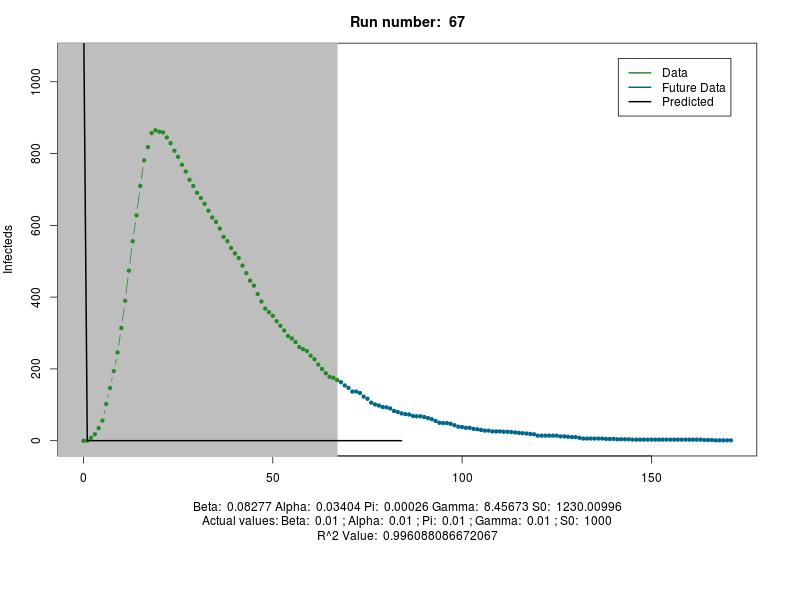 Run number: 67
Infecteds
1000
800
600
400
200
0
Data
Future Data
Predicted
0 50 100 150
Beta: 0.08277 Alpha: 0.03404 Pi: 0.00026 Gamma: 8.45673 S0: 1230.00996
Actual values: Beta: 0.01 ; Alpha: 0.01 ; Pi: 0.01 ; Gamma: 0.01 ; S0: 1000
R^2 Value: 0.996088086672067